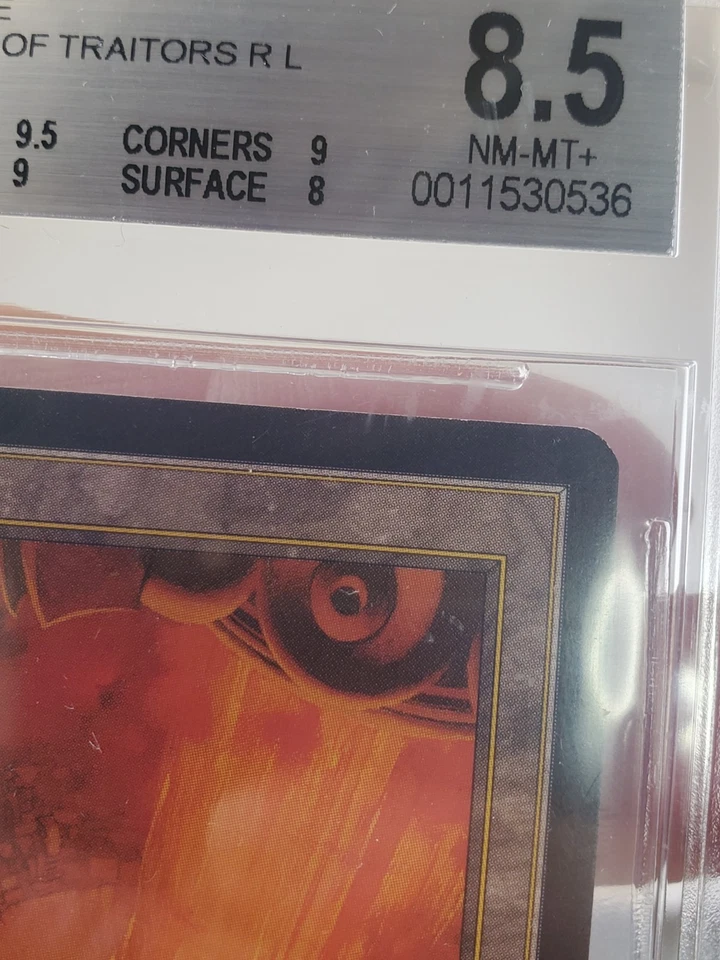 E
OF TRAITORS R L
8.5
9.5 CORNERS 9
NM-MT+
9 SURFACE 8
0011530536